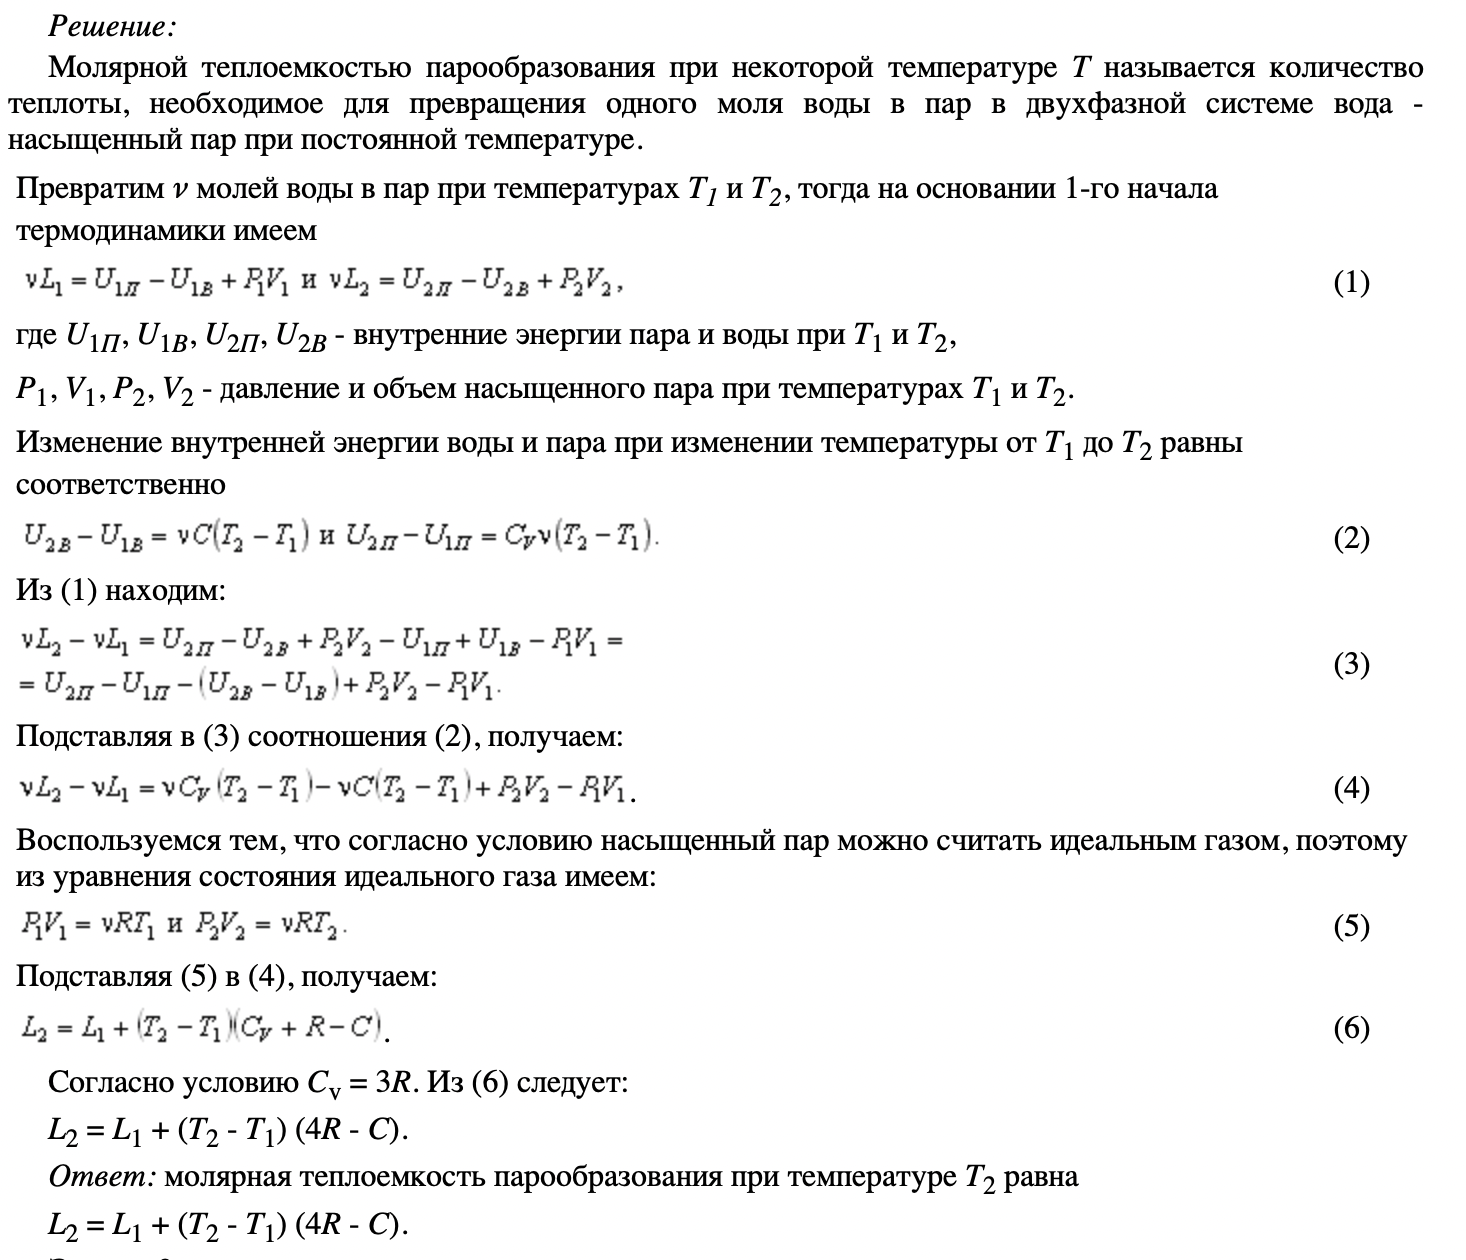 Решение:
Молярной теплоемкостью парообразования при некоторой температуре T называется количество
теплоты, необходимое для превращения одного моля воды в пар в двухфазной системе вода -
насыщенный пар при постоянной температуре.
Превратим ν молей воды в пар при температурах T₁ и T₂, тогда на основании 1-го начала
термодинамики имеем
νL₁ = U₁П − U₁В + P₁V₁ и νL₂ = U₂П − U₂В + P₂V₂, (1)
где U₁П, U₁В, U₂П, U₂В - внутренние энергии пара и воды при T₁ и T₂,
P₁, V₁, P₂, V₂ - давление и объем насыщенного пара при температурах T₁ и T₂.
Изменение внутренней энергии воды и пара при изменении температуры от T₁ до T₂ равны
соответственно
U₂В − U₁В = νC(T₂ − T₁) и U₂П − U₁П = C_Vν(T₂ − T₁). (2)
Из (1) находим:
νL₂ − νL₁ = U₂П − U₂В + P₂V₂ − U₁П + U₁В − P₁V₁ =
= U₂П − U₁П − (U₂В − U₁В) + P₂V₂ − P₁V₁. (3)
Подставляя в (3) соотношения (2), получаем:
νL₂ − νL₁ = νC_V(T₂ − T₁) − νC(T₂ − T₁) + P₂V₂ − P₁V₁. (4)
Воспользуемся тем, что согласно условию насыщенный пар можно считать идеальным газом, поэтому
из уравнения состояния идеального газа имеем:
P₁V₁ = νRT₁ и P₂V₂ = νRT₂. (5)
Подставляя (5) в (4), получаем:
L₂ = L₁ + (T₂ − T₁)(C_V + R − C). (6)
Согласно условию Cᵥ = 3R. Из (6) следует:
L₂ = L₁ + (T₂ - T₁) (4R - C).
Ответ: молярная теплоемкость парообразования при температуре T₂ равна
L₂ = L₁ + (T₂ - T₁) (4R - C).